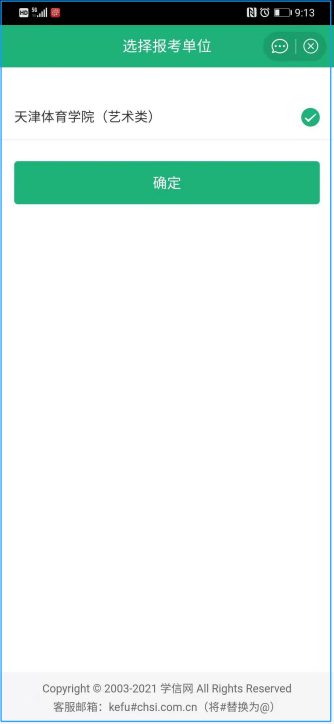 HD 5G 9:13
选择报考单位
天津体育学院（艺术类）
确定
Copyright © 2003-2021 学信网 All Rights Reserved
客服邮箱：kefu#chsi.com.cn（将#替换为@）